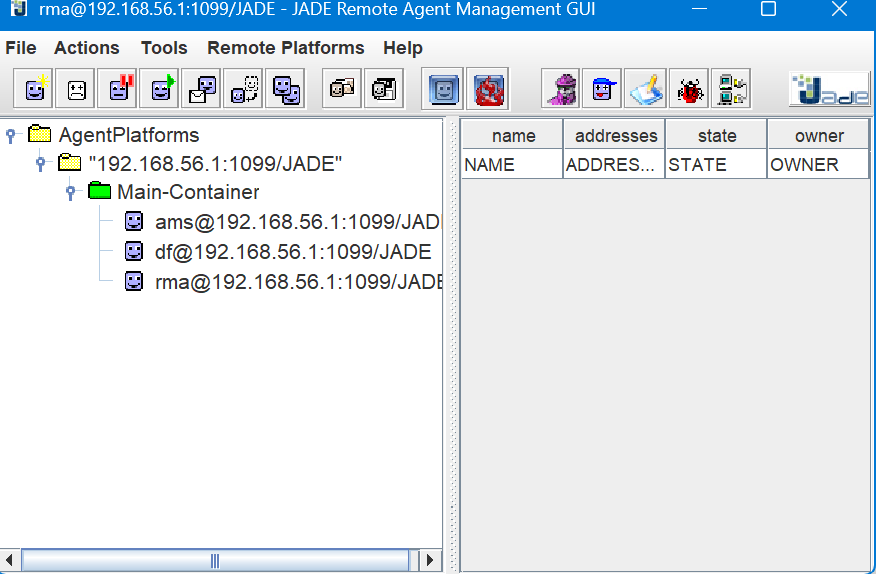 rma@192.168.56.1:1099/JADE - JADE Remote Agent Management GUI
File Actions Tools Remote Platforms Help
Jade
AgentPlatforms
"192.168.56.1:1099/JADE"
Main-Container
ams@192.168.56.1:1099/JAD
df@192.168.56.1:1099/JADE
rma@192.168.56.1:1099/JADE
name addresses state owner
NAME ADDRES... STATE OWNER